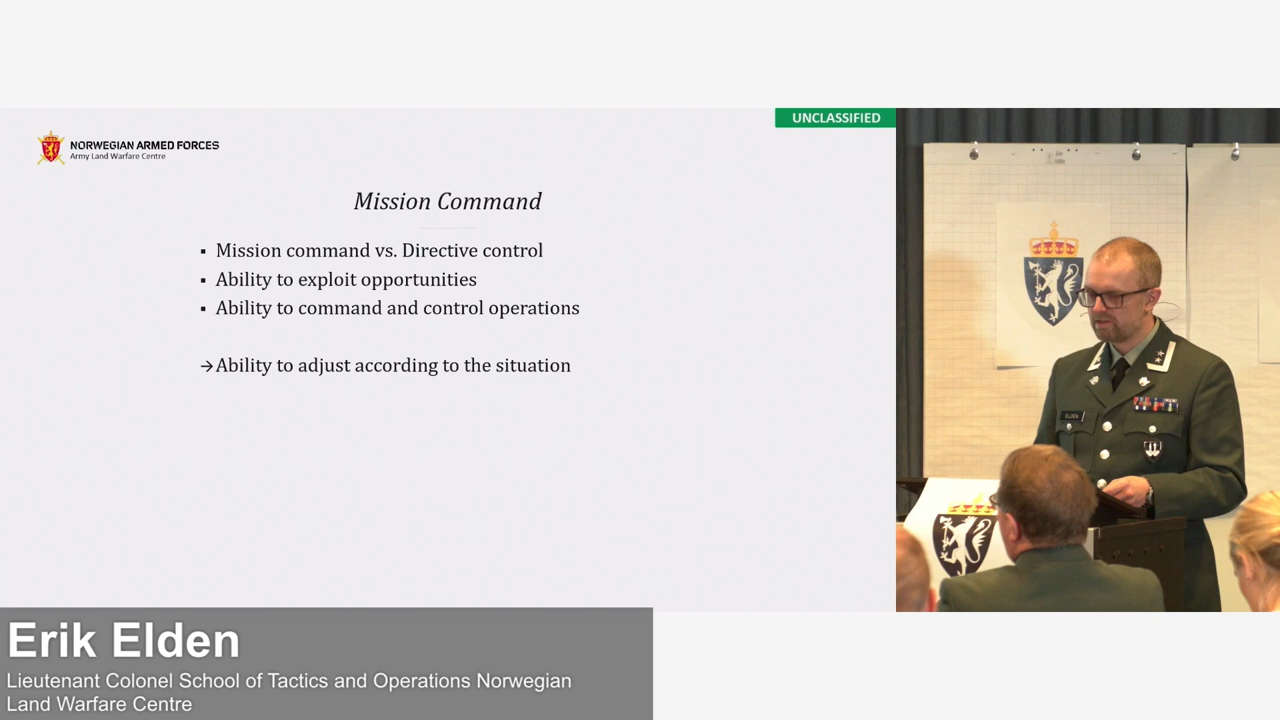 UNCLASSIFIED
NORWEGIAN ARMED FORCES
Army Land Warfare Centre
Mission Command
▪ Mission command vs. Directive control
▪ Ability to exploit opportunities
▪ Ability to command and control operations
→Ability to adjust according to the situation
ELDEN
Erik Elden
Lieutenant Colonel School of Tactics and Operations Norwegian
Land Warfare Centre